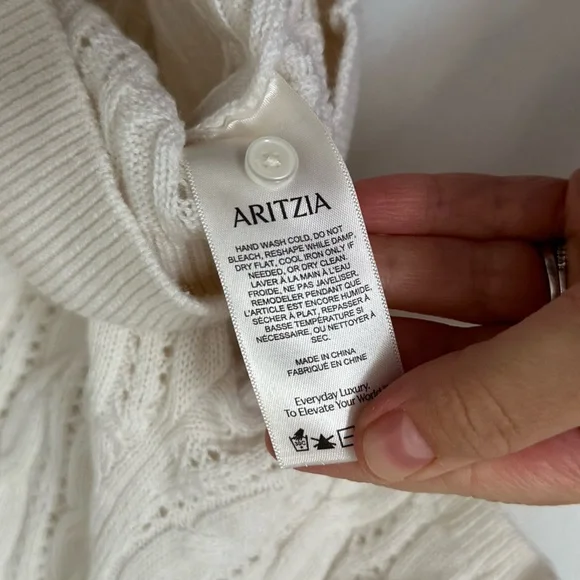 ARITZIA
HAND WASH COLD, DO NOT
BLEACH, RESHAPE WHILE DAMP,
DRY FLAT, COOL IRON ONLY IF
NEEDED, OR DRY CLEAN.
LAVER À LA MAIN À L'EAU
FROIDE, NE PAS JAVELISER,
REMODELER PENDANT QUE
L'ARTICLE EST ENCORE HUMIDE,
SÉCHER À PLAT, REPASSER À
BASSE TEMPÉRATURE SI
NÉCESSAIRE, OU NETTOYER À
SEC.
MADE IN CHINA
FABRIQUÉ EN CHINE
Everyday Luxury.
To Elevate Your World